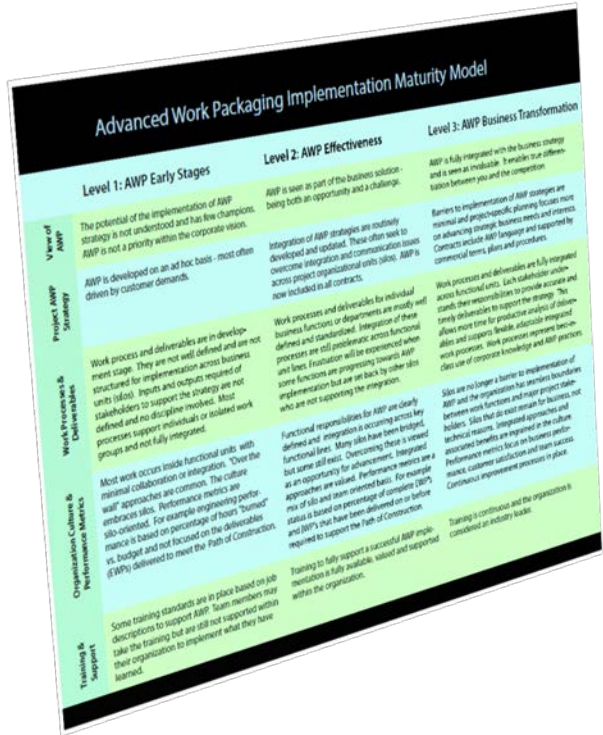 Advanced Work Packaging Implementation Maturity Model
Level 1: AWP Early Stages
Level 2: AWP Effectiveness
Level 3: AWP Business Transformation
View of
AWP
The potential of the implementation of AWP
strategy is not understood and has few champions.
AWP is not a priority within the corporate vision.
AWP is seen as part of the business solution -
being both an opportunity and a challenge.
AWP is fully integrated with the business strategy
and is seen as invaluable. It enables true differen-
tiation between you and the competition
Project AWP
Strategy
AWP is developed on an ad hoc basis - most often
driven by customer demands.
Integration of AWP strategies are routinely
developed and updated. These often seek to
overcome integration and communication issues
across project organizational units (silos). AWP is
now included in all contracts.
Barriers to implementation of AWP strategies are
minimal and project-specific planning focuses more
on advancing strategic business needs and interests
Contracts include AWP language and supported by
commercial terms, plans and procedures.
Work Processes &
Deliverables
Work process and deliverables are in develop-
ment stage. They are not well defined and are not
structured for implementation across business
units (silos). Inputs and outputs required of
stakeholders to support the strategy are not
defined and no discipline involved. Most
processes support individuals or isolated work
groups and not fully integrated.
Work processes and deliverables for individual
business functions or departments are mostly well
defined and standardized. Integration of these
processes are still problematic across functional
unit lines. Frustration will be experienced when
some functions are progressing towards AWP
implementation but are set back by other silos
who are not supporting the integration.
Work processes and deliverables are fully integrated
across functional units. Each stakeholder under-
stands their responsibilities to provide accurate and
timely deliverables to support the strategy. This
allows more time for productive analysis of deliver-
ables and supports flexible, adaptable integrated
work processes. Work processes represent best-in-
class use of corporate knowledge and AWP practices.
Organization Culture &
Performance Metrics
Most work occurs inside functional units with
minimal collaboration or integration. "Over the
wall" approaches are common. The culture
embraces silos. Performance metrics are
silo-oriented. For example engineering perfor-
mance is based on percentage of hours "burned"
vs. budget and not focused on the deliverables
(EWPs) delivered to meet the Path of Construction.
Functional responsibilities for AWP are clearly
defined and integration is occurring across key
functional lines. Many silos have been bridged,
but some still exist. Overcoming these is viewed
as an opportunity for advancement. Integrated
approaches are valued. Performance metrics are a
mix of silo and team oriented basis. For example
status is based on percentage of complete EWP's
and IWP's that have been delivered on or before
required to support the Path of Construction.
Silos are no longer a barrier to implementation of
AWP and the organization has seamless boundaries
between work functions and major project stake-
holders. Silos that do exist remain for business, not
technical reasons. Integrated approaches and
associated benefits are ingrained in the culture.
Performance metrics focus on business perfor-
mance, customer satisfaction and team success.
Continuous improvement processes in place.
Training &
Support
Some training standards are in place based on job
descriptions to support AWP. Team members may
take the training but are still not supported within
their organization to implement what they have
learned.
Training to fully support a successful AWP imple-
mentation is fully available, valued and supported
within the organization.
Training is continuous and the organization is
considered an industry leader.